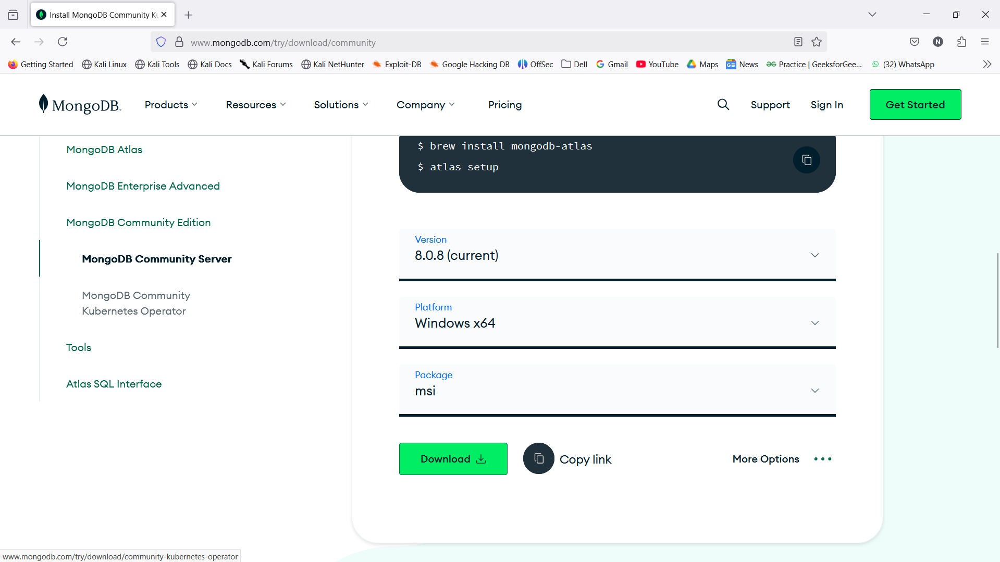 Install MongoDB Community Ku
www.mongodb.com/try/download/community
Getting Started Kali Linux Kali Tools Kali Docs Kali Forums Kali NetHunter Exploit-DB Google Hacking DB OffSec Dell Gmail YouTube Maps News Practice | GeeksforGee... (32) WhatsApp
N
MongoDB. Products Resources Solutions Company Pricing Support Sign In Get Started
MongoDB Atlas
MongoDB Enterprise Advanced
MongoDB Community Edition
MongoDB Community Server
MongoDB Community
Kubernetes Operator
Tools
Atlas SQL Interface
$ brew install mongodb-atlas
$ atlas setup
Version
8.0.8 (current)
Platform
Windows x64
Package
msi
Download Copy link More Options
www.mongodb.com/try/download/community-kubernetes-operator